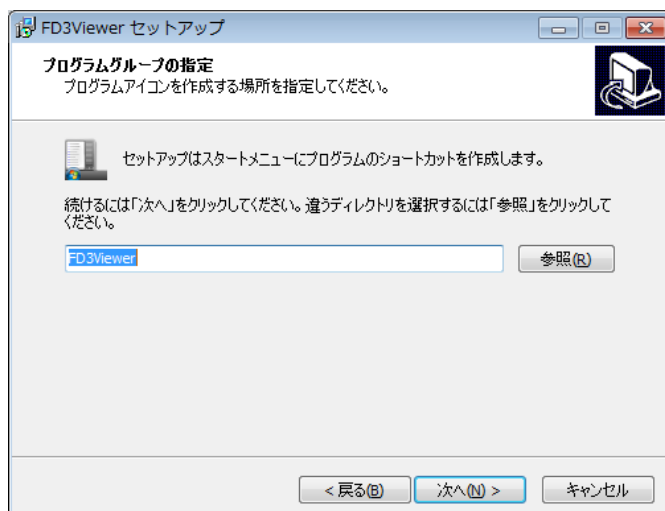 FD3Viewer セットアップ
プログラムグループの指定
プログラムアイコンを作成する場所を指定してください。
セットアップはスタートメニューにプログラムのショートカットを作成します。
続けるには「次へ」をクリックしてください。違うディレクトリを選択するには「参照」をクリックして
ください。
FD3Viewer
参照(R)
< 戻る(B)
次へ(N) >
キャンセル